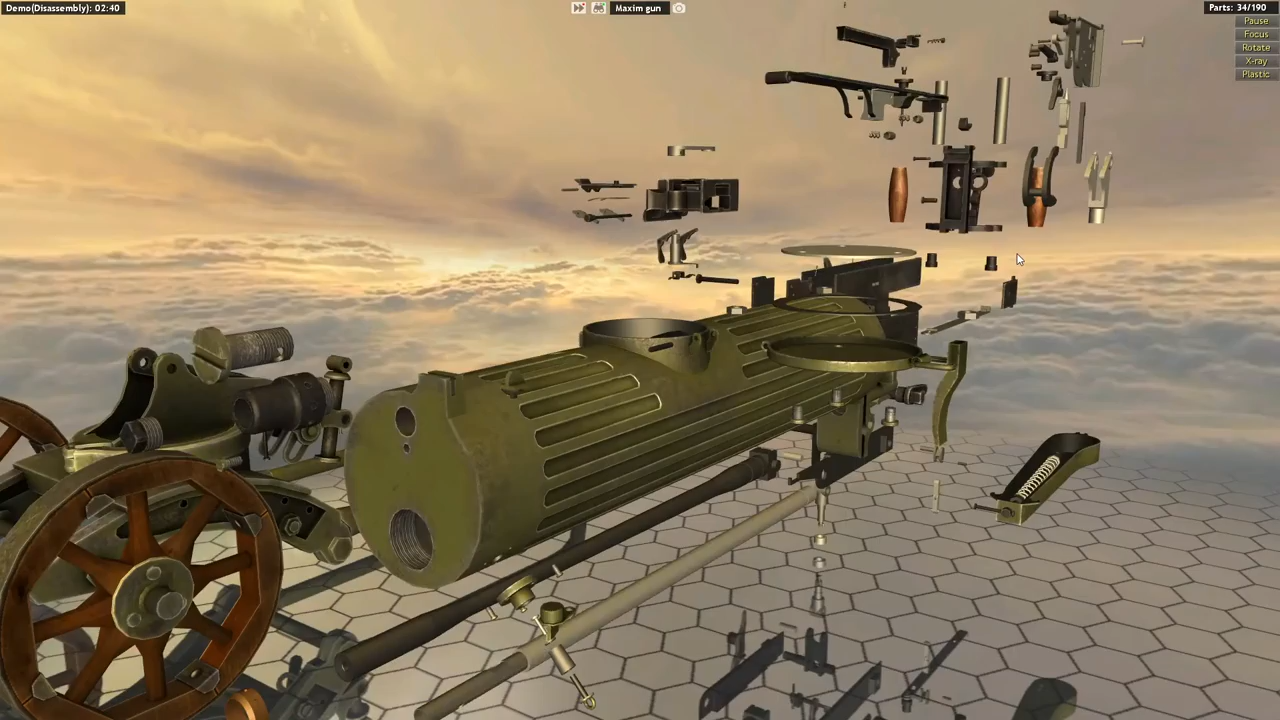 Demo(Disassembly): 02:40
Maxim gun
Parts: 34/190
Pause
Focus
Rotate
X-ray
Plastic